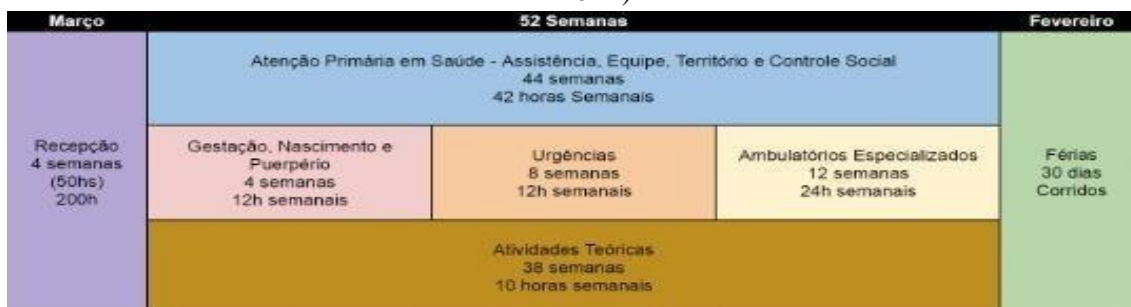 Março
52 Semanas
Fevereiro
Atenção Primária em Saúde - Assistência, Equipe, Território e Controle Social
44 semanas
42 horas Semanais
Recepção
4 semanas
(50hs)
200h
Gestação, Nascimento e
Puerpério
4 semanas
12h semanais
Urgências
8 semanas
12h semanais
Ambulatórios Especializados
12 semanas
24h semanais
Férias
30 dias
Corridos
Atividades Teóricas
38 semanas
10 horas semanais